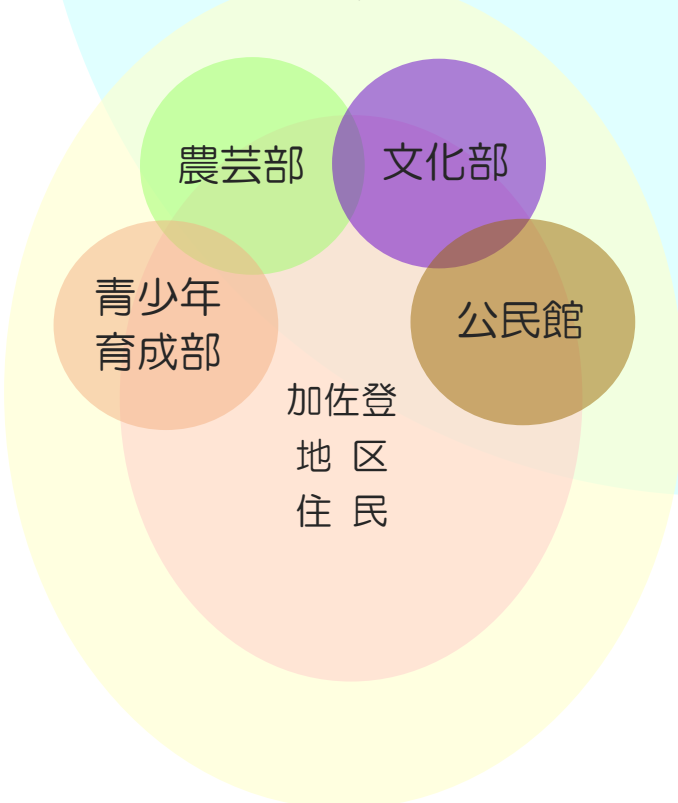 農芸部
文化部
青少年
育成部
公民館
加佐登
地区
住民